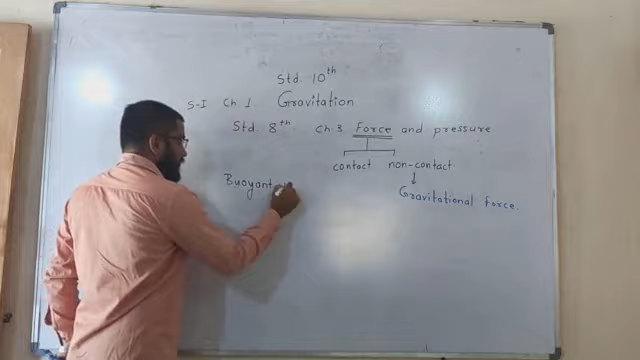 Std. 10th
S-I Ch 1. Gravitation
Std. 8th Ch 3. Force and pressure
contact non-contact
Buoyant
Gravitational force.